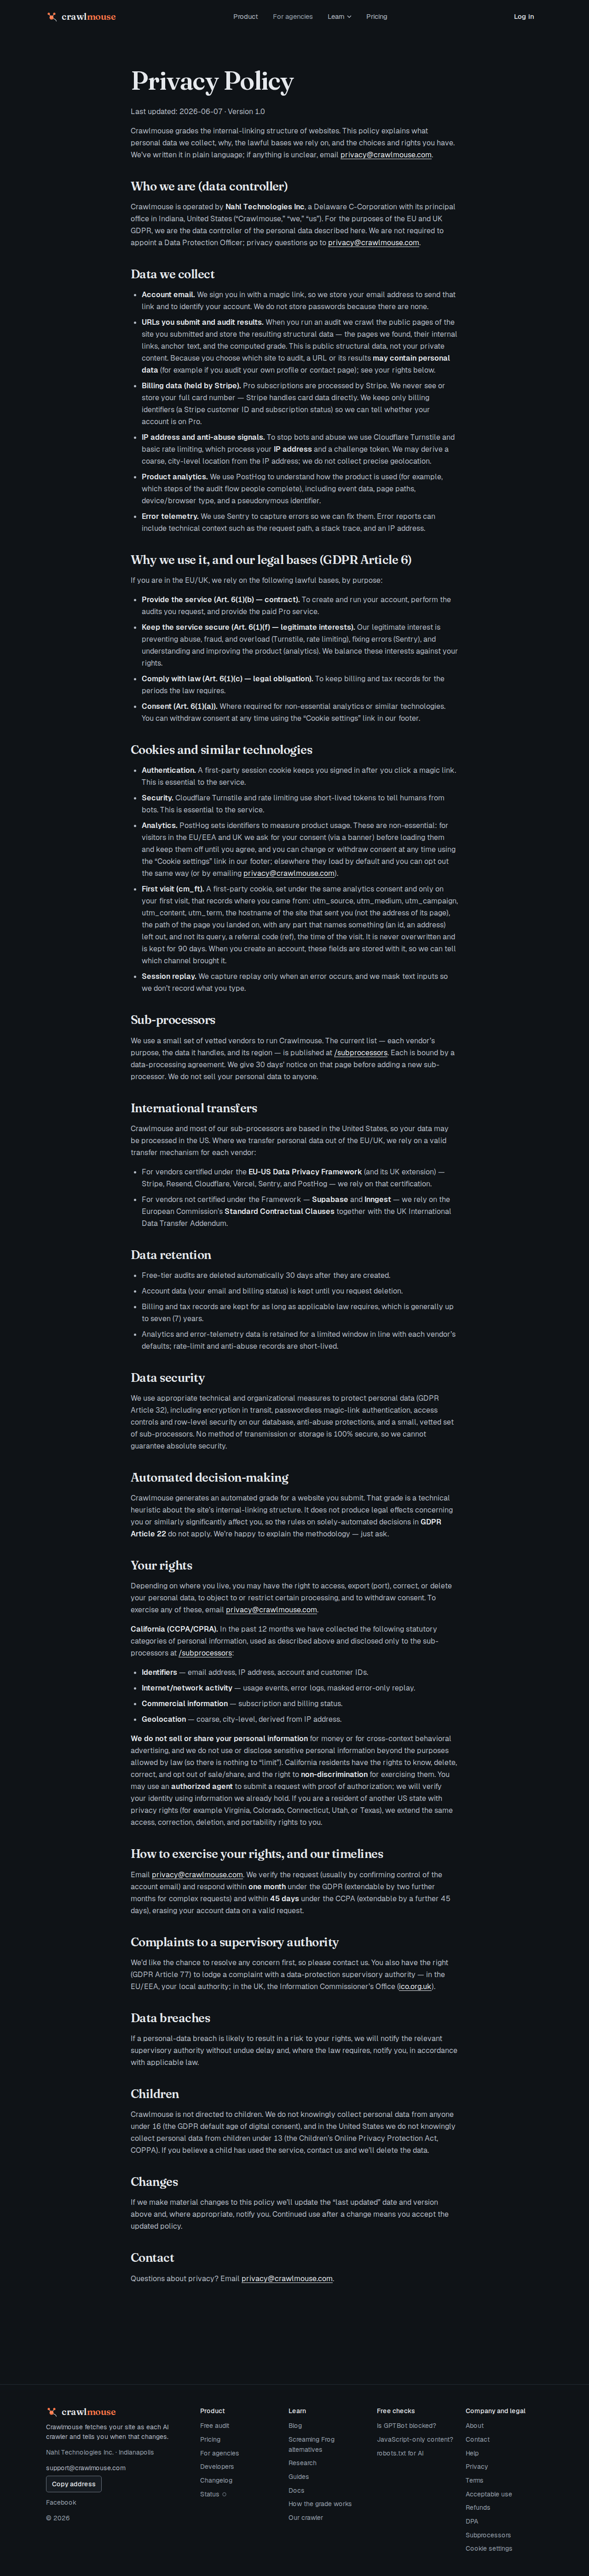 crawlmouse
Product
For agencies
Learn
Pricing
Log in
Privacy Policy
Last updated: 2026-06-07 · Version 1.0
Crawlmouse grades the internal-linking structure of websites. This policy explains what
personal data we collect, why, the lawful bases we rely on, and the choices and rights you have.
We've written it in plain language; if anything is unclear, email privacy@crawlmouse.com.
Who we are (data controller)
Crawlmouse is operated by Nahl Technologies Inc, a Delaware C-Corporation with its principal
office in Indiana, United States ("Crawlmouse," "we," "us"). For the purposes of the EU and UK
GDPR, we are the data controller of the personal data described here. We are not required to
appoint a Data Protection Officer; privacy questions go to privacy@crawlmouse.com.
Data we collect
Account email. We sign you in with a magic link, so we store your email address to send that
link and to identify your account. We do not store passwords because there are none.
URLs you submit and audit results. When you run an audit we crawl the public pages of the
site you submitted and store the resulting structural data — the pages we found, their internal
links, anchor text, and the computed grade. This is public structural data, not your private
content. Because you choose which site to audit, a URL or its results may contain personal
data (for example if you audit your own profile or contact page); see your rights below.
Billing data (held by Stripe). Pro subscriptions are processed by Stripe. We never see or
store your full card number — Stripe handles card data directly. We keep only billing
identifiers (a Stripe customer ID and subscription status) so we can tell whether your
account is on Pro.
IP address and anti-abuse signals. To stop bots and abuse we use Cloudflare Turnstile and
basic rate limiting, which process your IP address and a challenge token. We may derive a
coarse, city-level location from the IP address; we do not collect precise geolocation.
Product analytics. We use PostHog to understand how the product is used (for example,
which steps of the audit flow people complete), including event data, page paths,
device/browser type, and a pseudonymous identifier.
Error telemetry. We use Sentry to capture errors so we can fix them. Error reports can
include technical context such as the request path, a stack trace, and an IP address.
Why we use it, and our legal bases (GDPR Article 6)
If you are in the EU/UK, we rely on the following lawful bases, by purpose:
Provide the service (Art. 6(1)(b) — contract). To create and run your account, perform the
audits you request, and provide the paid Pro service.
Keep the service secure (Art. 6(1)(f) — legitimate interests). Our legitimate interest is
preventing abuse, fraud, and overload (Turnstile, rate limiting), fixing errors (Sentry), and
understanding and improving the product (analytics). We balance these interests against your
rights.
Comply with law (Art. 6(1)(c) — legal obligation). To keep billing and tax records for the
periods the law requires.
Consent (Art. 6(1)(a)). Where required for non-essential analytics or similar technologies.
You can withdraw consent at any time using the "Cookie settings" link in our footer.
Cookies and similar technologies
Authentication. A first-party session cookie keeps you signed in after you click a magic link.
This is essential to the service.
Security. Cloudflare Turnstile and rate limiting use short-lived tokens to tell humans from
bots. This is essential to the service.
Analytics. PostHog sets identifiers to measure product usage. These are non-essential: for
visitors in the EU/EEA and UK we ask for your consent (via a banner) before loading them
and keep them off until you agree, and you can change or withdraw consent at any time using
the "Cookie settings" link in our footer; elsewhere they load by default and you can opt out
the same way (or by emailing privacy@crawlmouse.com).
First visit (cm_ft). A first-party cookie, set under the same analytics consent and only on
your first visit, that records where you came from: utm_source, utm_medium, utm_campaign,
utm_content, utm_term, the hostname of the site that sent you (not the address of its page),
the path of the page you landed on, with any part that names something (an id, an address)
left out, and not its query, a referral code (ref), the time of the visit. It is never overwritten and
is kept for 90 days. When you create an account, these fields are stored with it, so we can tell
which channel brought it.
Session replay. We capture replay only when an error occurs, and we mask text inputs so
we don't record what you type.
Sub-processors
We use a small set of vetted vendors to run Crawlmouse. The current list — each vendor's
purpose, the data it handles, and its region — is published at /subprocessors. Each is bound by a
data-processing agreement. We give 30 days' notice on that page before adding a new sub-
processor. We do not sell your personal data to anyone.
International transfers
Crawlmouse and most of our sub-processors are based in the United States, so your data may
be processed in the US. Where we transfer personal data out of the EU/UK, we rely on a valid
transfer mechanism for each vendor:
For vendors certified under the EU-US Data Privacy Framework (and its UK extension) —
Stripe, Resend, Cloudflare, Vercel, Sentry, and PostHog — we rely on that certification.
For vendors not certified under the Framework — Supabase and Inngest — we rely on the
European Commission's Standard Contractual Clauses together with the UK International
Data Transfer Addendum.
Data retention
Free-tier audits are deleted automatically 30 days after they are created.
Account data (your email and billing status) is kept until you request deletion.
Billing and tax records are kept for as long as applicable law requires, which is generally up
to seven (7) years.
Analytics and error-telemetry data is retained for a limited window in line with each vendor's
defaults; rate-limit and anti-abuse records are short-lived.
Data security
We use appropriate technical and organizational measures to protect personal data (GDPR
Article 32), including encryption in transit, passwordless magic-link authentication, access
controls and row-level security on our database, anti-abuse protections, and a small, vetted set
of sub-processors. No method of transmission or storage is 100% secure, so we cannot
guarantee absolute security.
Automated decision-making
Crawlmouse generates an automated grade for a website you submit. That grade is a technical
heuristic about the site's internal-linking structure. It does not produce legal effects concerning
you or similarly significantly affect you, so the rules on solely-automated decisions in GDPR
Article 22 do not apply. We're happy to explain the methodology — just ask.
Your rights
Depending on where you live, you may have the right to access, export (port), correct, or delete
your personal data, to object to or restrict certain processing, and to withdraw consent. To
exercise any of these, email privacy@crawlmouse.com.
California (CCPA/CPRA). In the past 12 months we have collected the following statutory
categories of personal information, used as described above and disclosed only to the sub-
processors at /subprocessors:
Identifiers — email address, IP address, account and customer IDs.
Internet/network activity — usage events, error logs, masked error-only replay.
Commercial information — subscription and billing status.
Geolocation — coarse, city-level, derived from IP address.
We do not sell or share your personal information for money or for cross-context behavioral
advertising, and we do not use or disclose sensitive personal information beyond the purposes
allowed by law (so there is nothing to "limit"). California residents have the rights to know, delete,
correct, and opt out of sale/share, and the right to non-discrimination for exercising them. You
may use an authorized agent to submit a request with proof of authorization; we will verify
your identity using information we already hold. If you are a resident of another US state with
privacy rights (for example Virginia, Colorado, Connecticut, Utah, or Texas), we extend the same
access, correction, deletion, and portability rights to you.
How to exercise your rights, and our timelines
Email privacy@crawlmouse.com. We verify the request (usually by confirming control of the
account email) and respond within one month under the GDPR (extendable by two further
months for complex requests) and within 45 days under the CCPA (extendable by a further 45
days), erasing your account data on a valid request.
Complaints to a supervisory authority
We'd like the chance to resolve any concern first, so please contact us. You also have the right
(GDPR Article 77) to lodge a complaint with a data-protection supervisory authority — in the
EU/EEA, your local authority; in the UK, the Information Commissioner's Office (ico.org.uk).
Data breaches
If a personal-data breach is likely to result in a risk to your rights, we will notify the relevant
supervisory authority without undue delay and, where the law requires, notify you, in accordance
with applicable law.
Children
Crawlmouse is not directed to children. We do not knowingly collect personal data from anyone
under 16 (the GDPR default age of digital consent), and in the United States we do not knowingly
collect personal data from children under 13 (the Children's Online Privacy Protection Act,
COPPA). If you believe a child has used the service, contact us and we'll delete the data.
Changes
If we make material changes to this policy we'll update the "last updated" date and version
above and, where appropriate, notify you. Continued use after a change means you accept the
updated policy.
Contact
Questions about privacy? Email privacy@crawlmouse.com.
crawlmouse
Crawlmouse fetches your site as each AI
crawler and tells you when that changes.
Nahl Technologies Inc. · Indianapolis
support@crawlmouse.com
Copy address
Facebook
© 2026
Product
Free audit
Pricing
For agencies
Developers
Changelog
Status
Learn
Blog
Screaming Frog
alternatives
Research
Guides
Docs
How the grade works
Our crawler
Free checks
Is GPTBot blocked?
JavaScript-only content?
robots.txt for AI
Company and legal
About
Contact
Help
Privacy
Terms
Acceptable use
Refunds
DPA
Subprocessors
Cookie settings